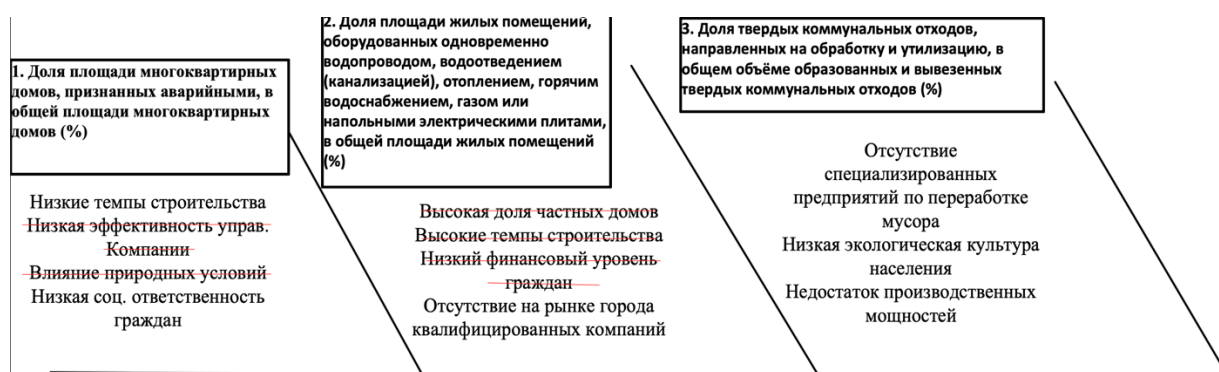 1. Доля площади многоквартирных
домов, признанных аварийными, в
общей площади многоквартирных
домов (%)
Низкие темпы строительства
Низкая эффективность управ.
Компании
Влияние природных условий
Низкая соц. ответственность
граждан
2. Доля площади жилых помещений,
оборудованных одновременно
водопроводом, водоотведением
(канализацией), отоплением, горячим
водоснабжением, газом или
напольными электрическими плитами,
в общей площади жилых помещений
(%)
Высокая доля частных домов
Высокие темпы строительства
Низкий финансовый уровень
граждан
Отсутствие на рынке города
квалифицированных компаний
3. Доля твердых коммунальных отходов,
направленных на обработку и утилизацию, в
общем объёме образованных и вывезенных
твердых коммунальных отходов (%)
Отсутствие
специализированных
предприятий по переработке
мусора
Низкая экологическая культура
населения
Недостаток производственных
мощностей